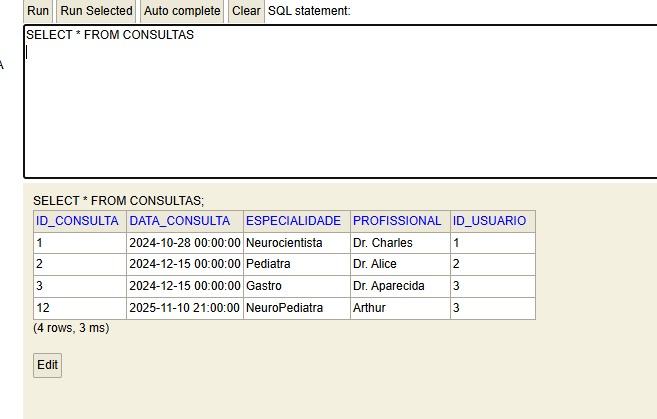 Run Run Selected Auto complete Clear SQL statement:
SELECT * FROM CONSULTAS
A
SELECT * FROM CONSULTAS;
ID_CONSULTA DATA_CONSULTA ESPECIALIDADE PROFISSIONAL ID_USUARIO
1 2024-10-28 00:00:00 Neurocientista Dr. Charles 1
2 2024-12-15 00:00:00 Pediatra Dr. Alice 2
3 2024-12-15 00:00:00 Gastro Dr. Aparecida 3
12 2025-11-10 21:00:00 NeuroPediatra Arthur 3
(4 rows, 3 ms)
Edit